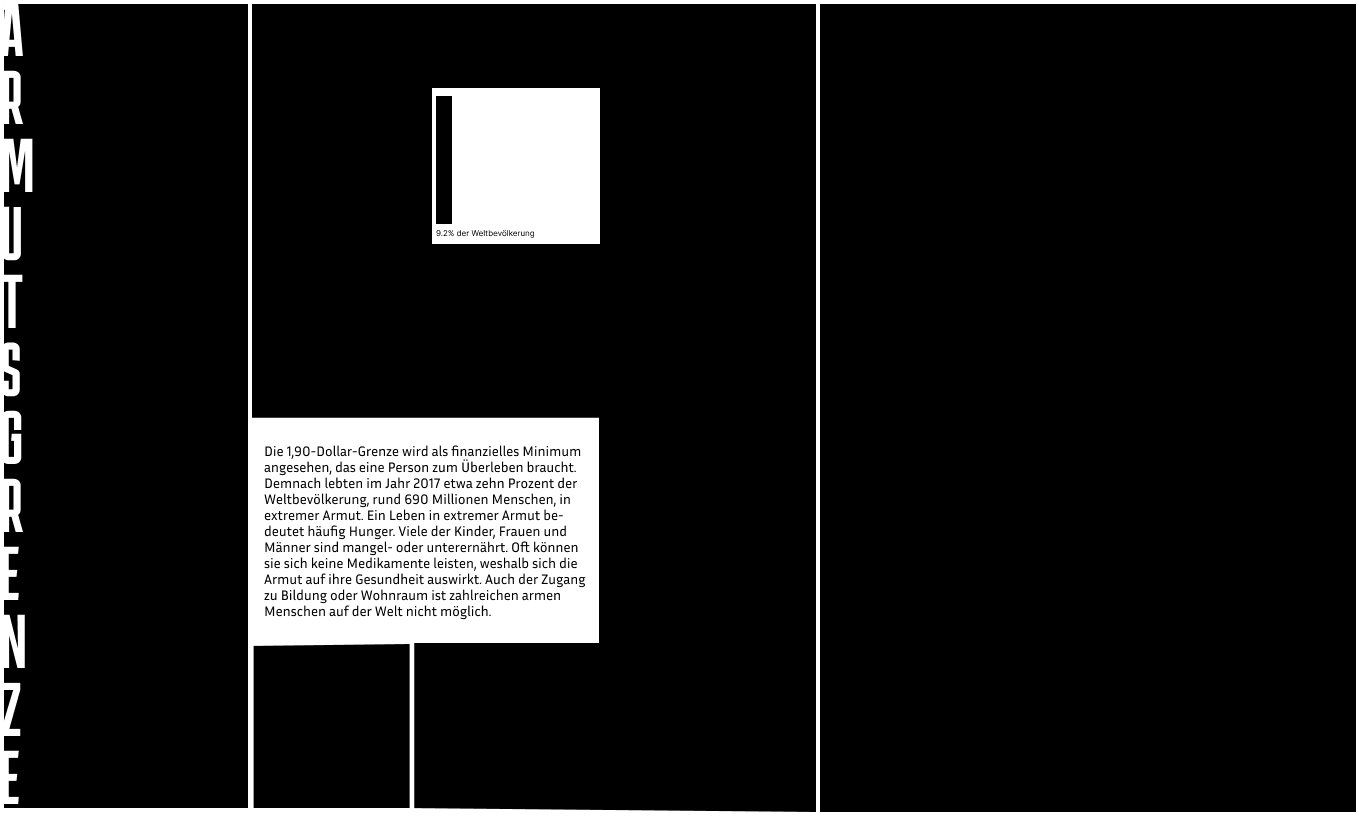 ARMUTSGRENZE
9.2% der Weltbevölkerung
Die 1,90-Dollar-Grenze wird als finanzielles Minimum
angesehen, das eine Person zum Überleben braucht.
Demnach lebten im Jahr 2017 etwa zehn Prozent der
Weltbevölkerung, rund 690 Millionen Menschen, in
extremer Armut. Ein Leben in extremer Armut be-
deutet häufig Hunger. Viele der Kinder, Frauen und
Männer sind mangel- oder unterernährt. Oft können
sie sich keine Medikamente leisten, weshalb sich die
Armut auf ihre Gesundheit auswirkt. Auch der Zugang
zu Bildung oder Wohnraum ist zahlreichen armen
Menschen auf der Welt nicht möglich.